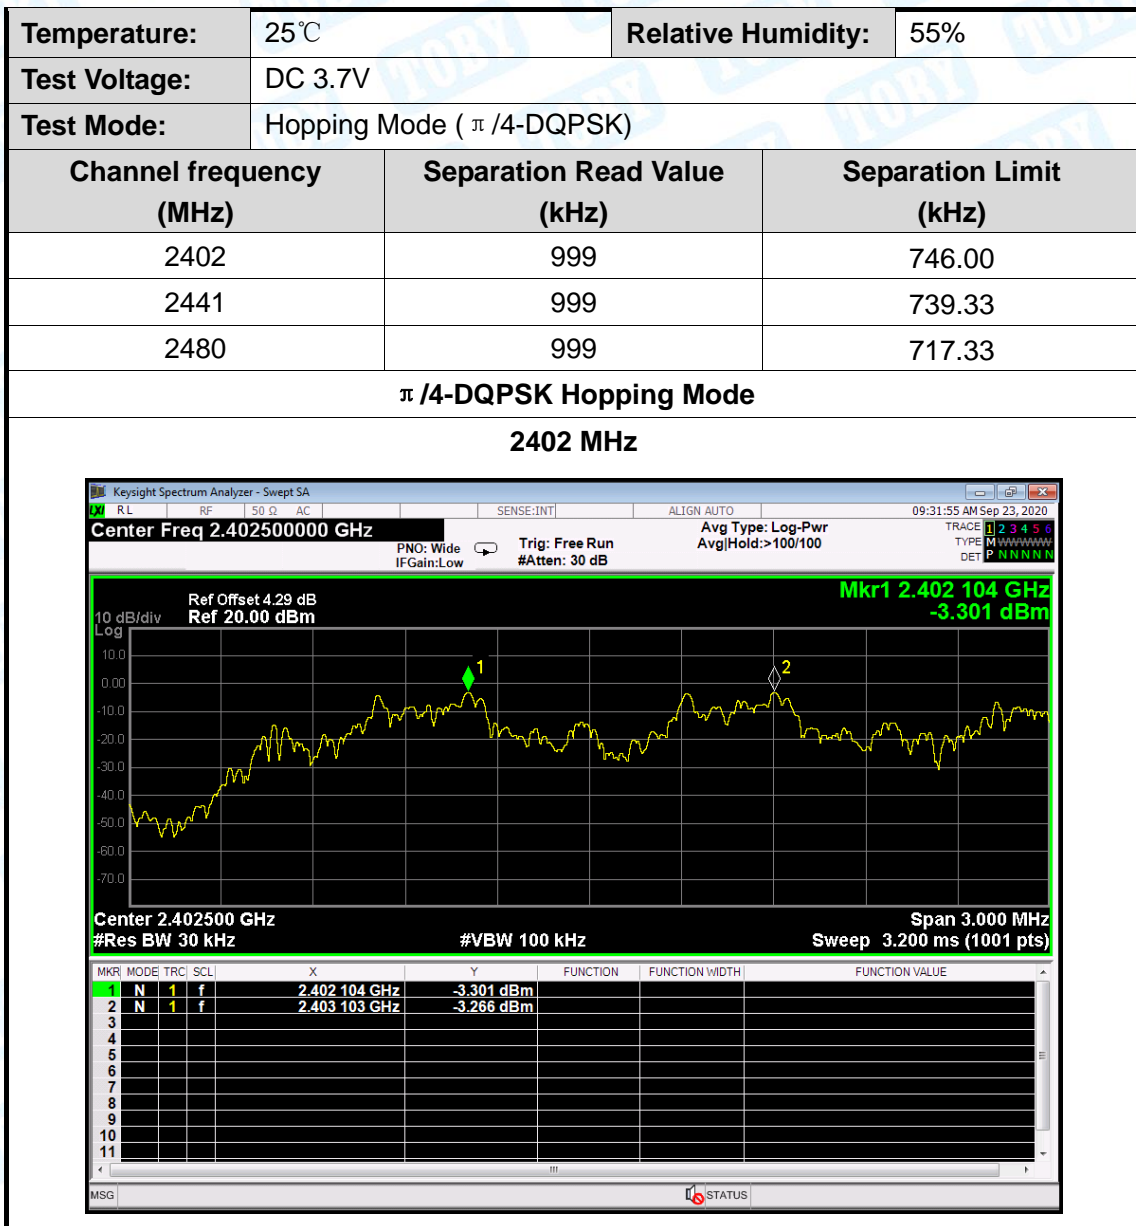 Temperature: 25℃ Relative Humidity: 55%
Test Voltage: DC 3.7V
Test Mode: Hopping Mode (π/4-DQPSK)
Channel frequency Separation Read Value Separation Limit
(MHz) (kHz) (kHz)
2402 999 746.00
2441 999 739.33
2480 999 717.33
π/4-DQPSK Hopping Mode
2402 MHz
Keysight Spectrum Analyzer - Swept SA
LXI RL RF 50 Ω AC SENSE:INT ALIGN AUTO 09:31:55 AM Sep 23, 2020
Center Freq 2.402500000 GHz Avg Type: Log-Pwr TRACE 1 2 3 4 5 6
PNO: Wide Trig: Free Run Avg|Hold:>100/100 TYPE M WWWWW
IFGain:Low #Atten: 30 dB DET P N N N N N
Mkr1 2.402 104 GHz
-3.301 dBm
Ref Offset 4.29 dB
10 dB/div Ref 20.00 dBm
Log
10.0
0.00
-10.0
-20.0
-30.0
-40.0
-50.0
-60.0
-70.0
1
2
Center 2.402500 GHz Span 3.000 MHz
#Res BW 30 kHz #VBW 100 kHz Sweep 3.200 ms (1001 pts)
MKR MODE TRC SCL X Y FUNCTION FUNCTION WIDTH FUNCTION VALUE
1 N 1 f 2.402 104 GHz -3.301 dBm
2 N 1 f 2.403 103 GHz -3.266 dBm
3
4
5
6
7
8
9
10
11
MSG STATUS
TOBY